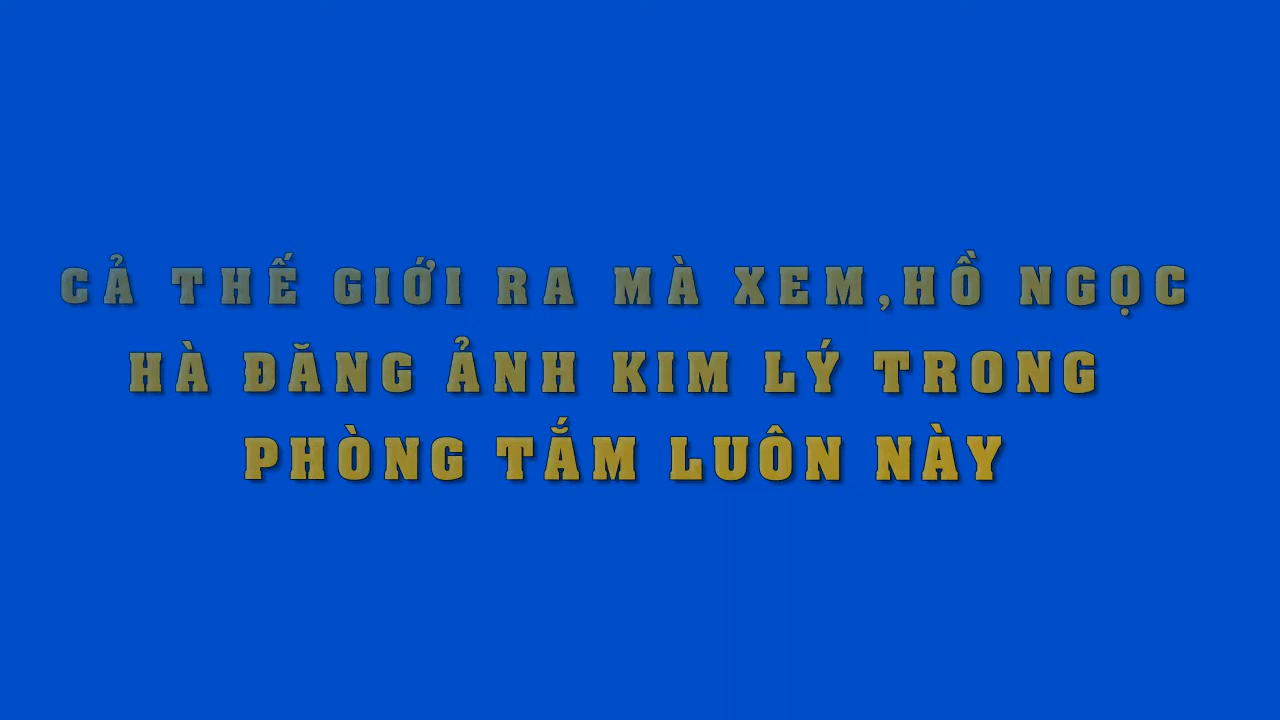 CẢ THẾ GIỚI RA MÀ XEM,HỒ NGỌC
HÀ ĐĂNG ẢNH KIM LÝ TRONG
PHÒNG TẮM LUÔN NÀY